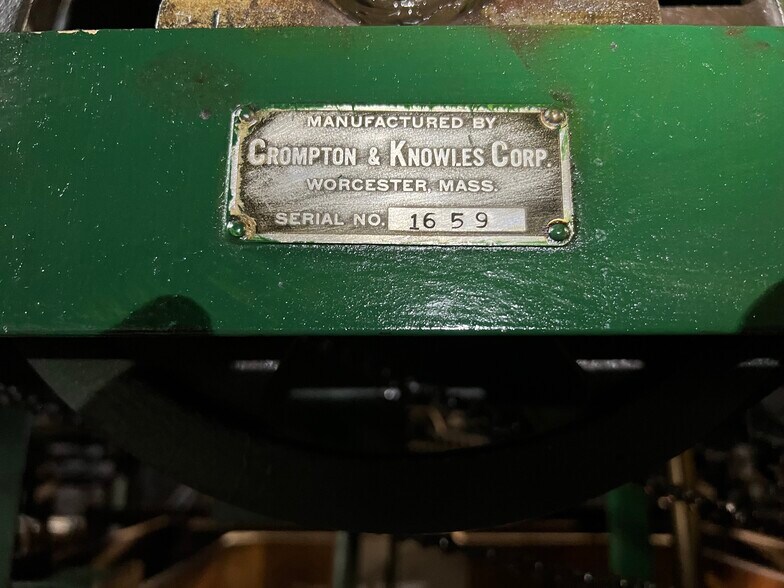 MANUFACTURED BY
CROMPTON & KNOWLES CORP.
WORCESTER, MASS.
SERIAL NO. 1659